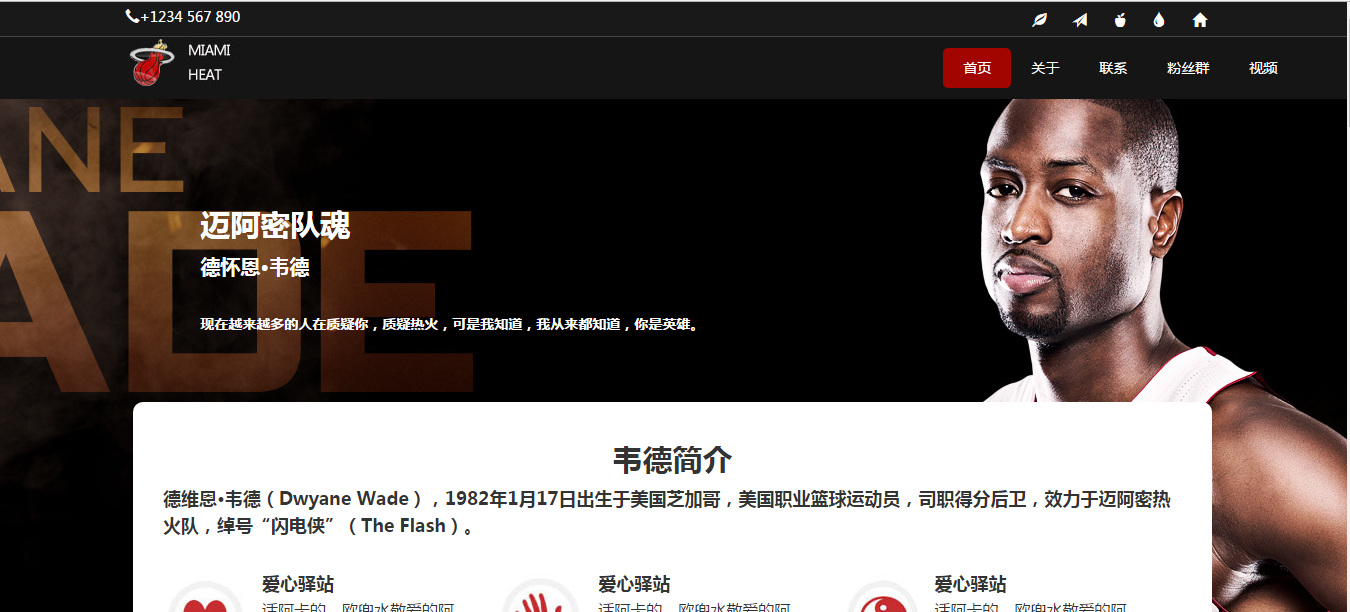 +1234 567 890
MIAMI
HEAT
首页 关于 联系 粉丝群 视频
ANE
ADE
迈阿密队魂
德怀恩•韦德
现在越来越多的人在质疑你，质疑热火，可是我知道，我从来都知道，你是英雄。
韦德简介
德维恩•韦德（Dwyane Wade），1982年1月17日出生于美国芝加哥，美国职业篮球运动员，司职得分后卫，效力于迈阿密热
火队，绰号“闪电侠”（The Flash）。
爱心驿站 爱心驿站 爱心驿站